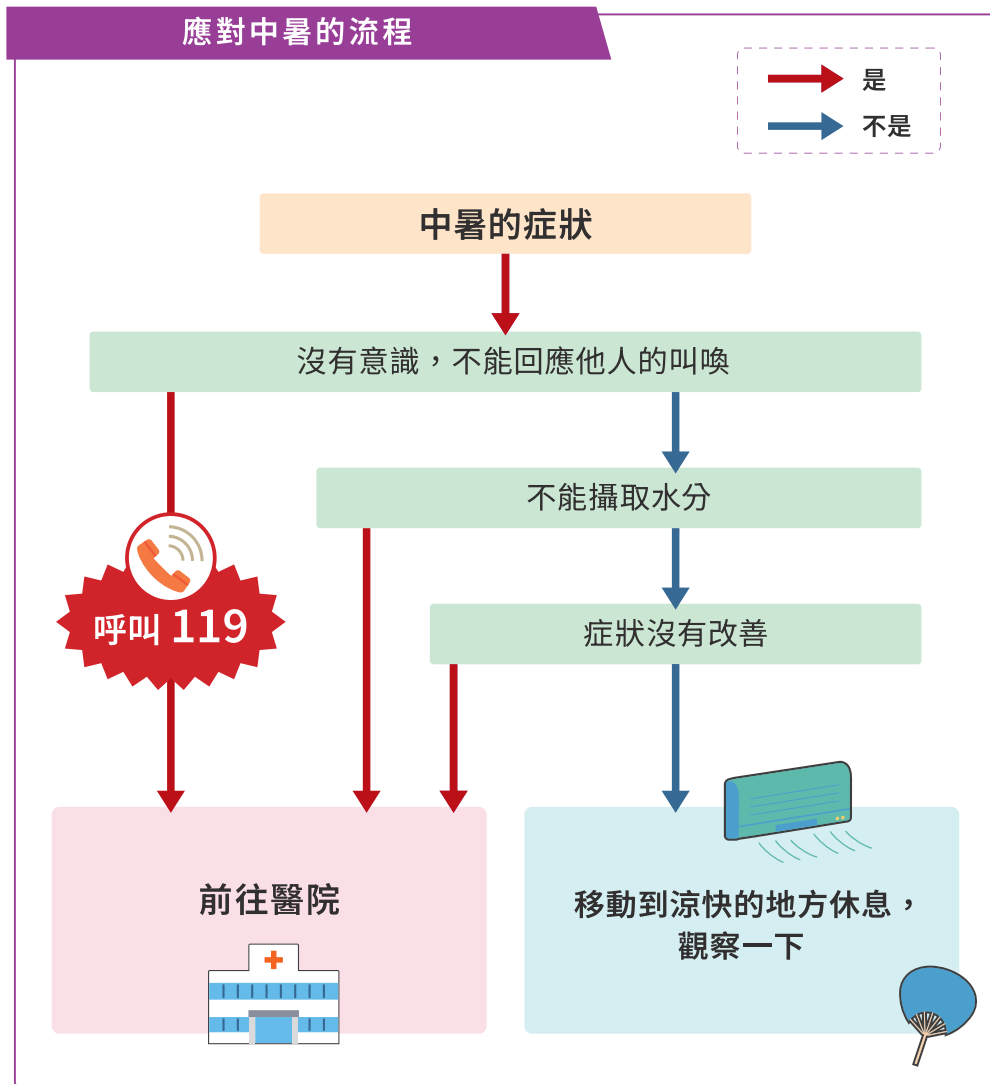 應對中暑的流程
是
不是
中暑的症狀
沒有意識，不能回應他人的叫喚
不能攝取水分
症狀沒有改善
呼叫 119
前往醫院
移動到涼快的地方休息，
觀察一下